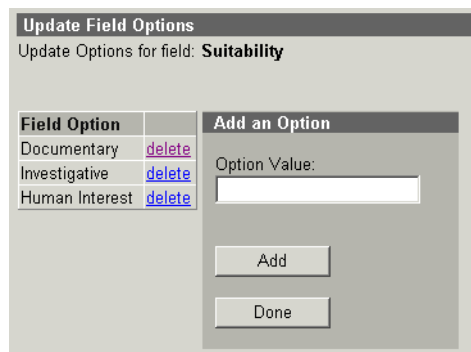 Update Field Options
Update Options for field: Suitability
Field Option
Documentary delete
Investigative delete
Human Interest delete
Add an Option
Option Value:
Add
Done